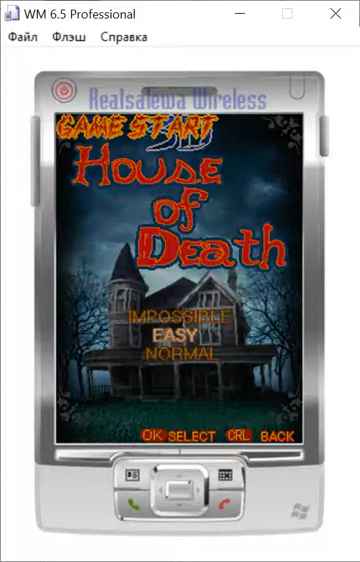 WM 6.5 Professional
Файл Флэш Справка
Realsalewa Wireless
GAME START
3D
House
of
Death
IMPOSSIBLE
EASY
NORMAL
OK SELECT CRL BACK